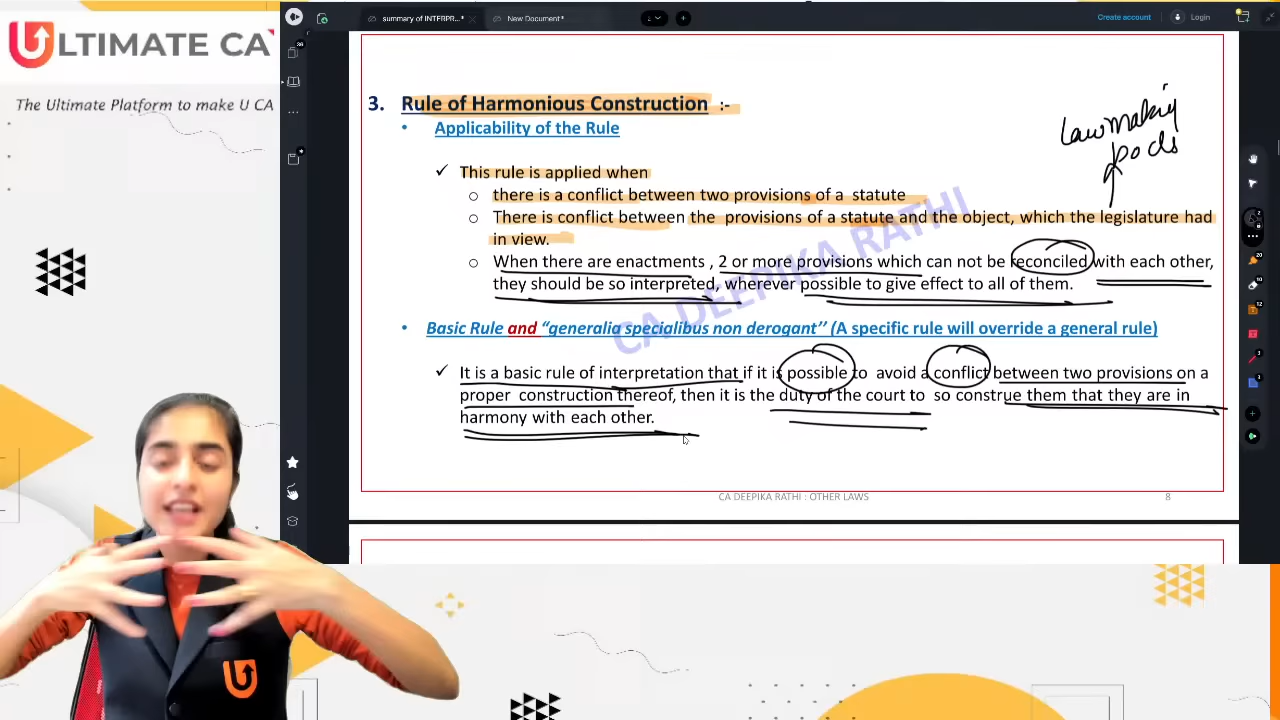 ULTIMATE CA
The Ultimate Platform to make U CA
summary of INTERPR...*
New Document*
Create account
Login
36
3. Rule of Harmonious Construction :-
• Applicability of the Rule
✓ This rule is applied when
o there is a conflict between two provisions of a statute
o There is conflict between the provisions of a statute and the object, which the legislature had
in view.
o When there are enactments , 2 or more provisions which can not be reconciled with each other,
they should be so interpreted, wherever possible to give effect to all of them.
Law making
pocls
• Basic Rule and “generalia specialibus non derogant” (A specific rule will override a general rule)
✓ It is a basic rule of interpretation that if it is possible to avoid a conflict between two provisions on a
proper construction thereof, then it is the duty of the court to so construe them that they are in
harmony with each other.
CA DEEPIKA RATHI
CA DEEPIKA RATHI : OTHER LAWS
8